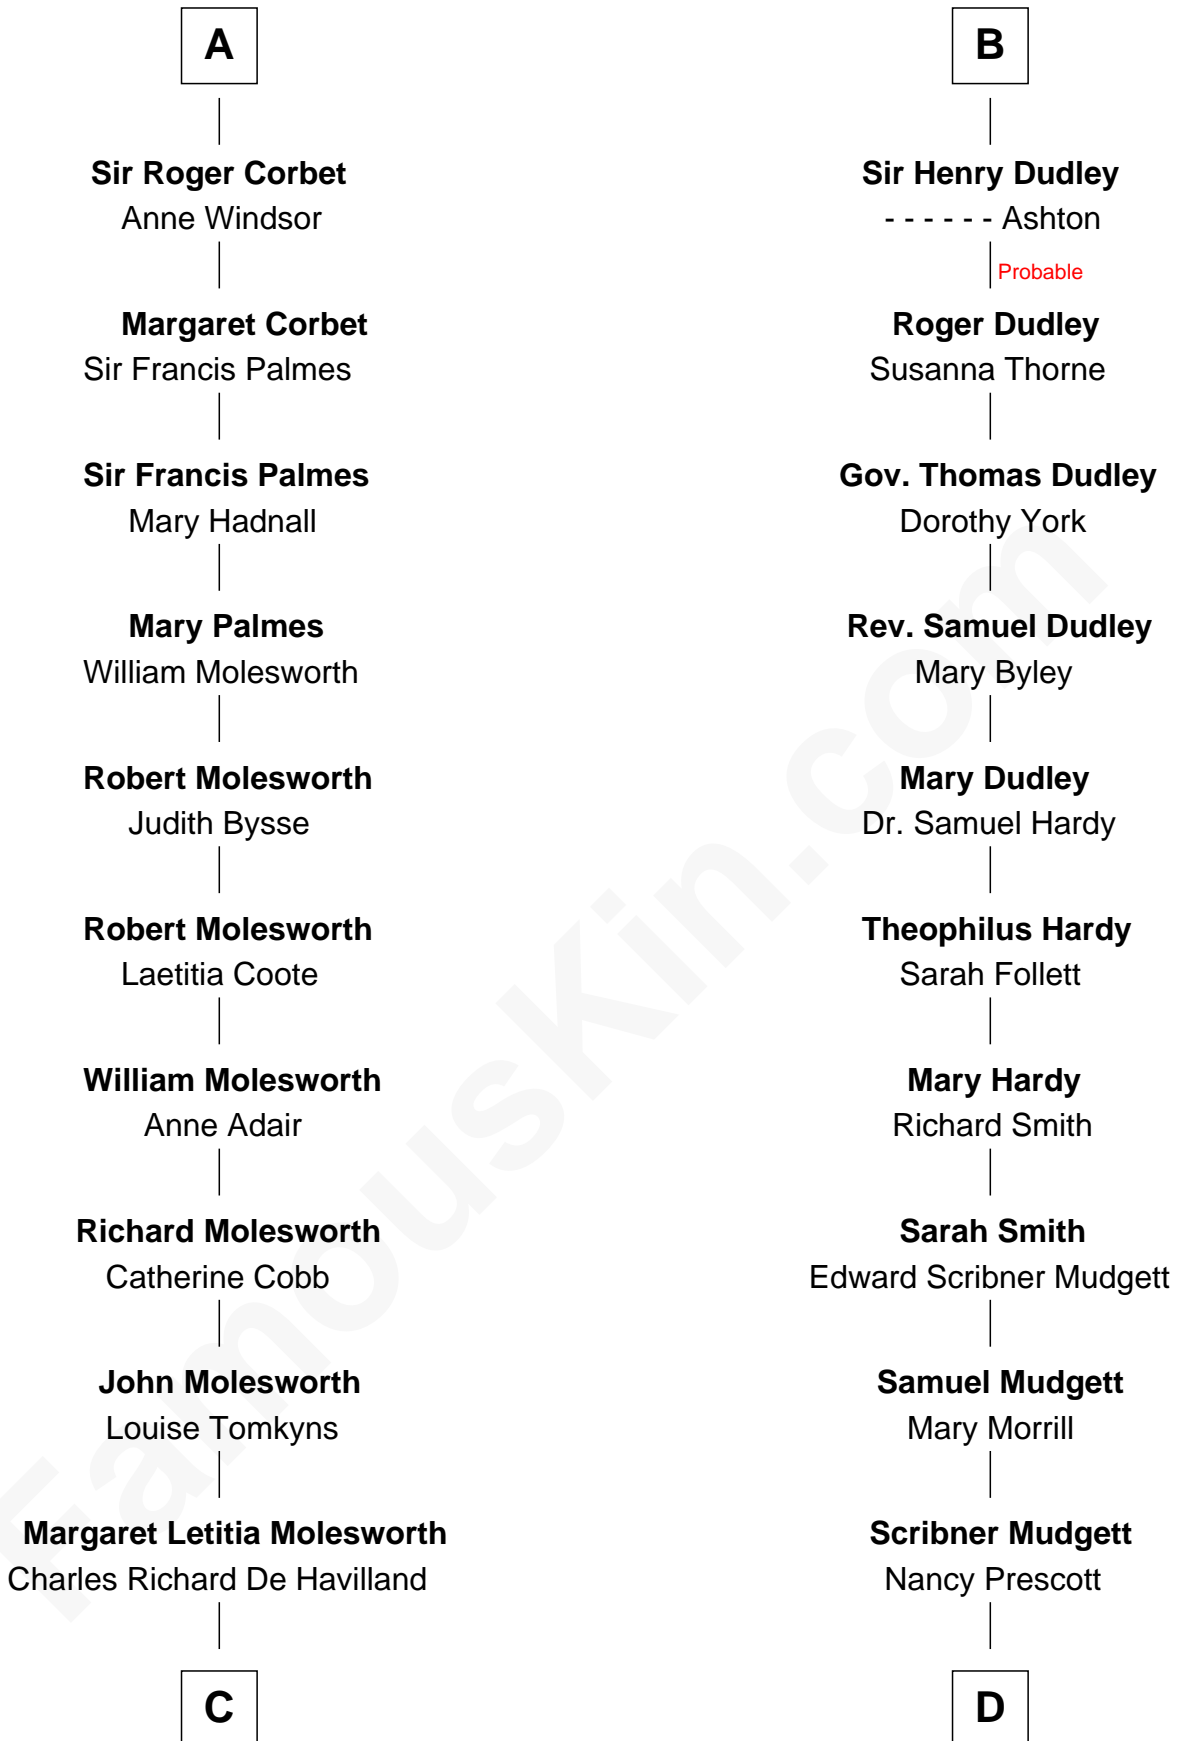 A
Sir Roger Corbet
Anne Windsor
Margaret Corbet
Sir Francis Palmes
Sir Francis Palmes
Mary Hadnall
Mary Palmes
William Molesworth
Robert Molesworth
Judith Bysse
Robert Molesworth
Laetitia Coote
William Molesworth
Anne Adair
Richard Molesworth
Catherine Cobb
John Molesworth
Louise Tomkyns
Margaret Letitia Molesworth
Charles Richard De Havilland
C
B
Sir Henry Dudley
- - - - - - Ashton
Probable
Roger Dudley
Susanna Thorne
Gov. Thomas Dudley
Dorothy York
Rev. Samuel Dudley
Mary Byley
Mary Dudley
Dr. Samuel Hardy
Theophilus Hardy
Sarah Follett
Mary Hardy
Richard Smith
Sarah Smith
Edward Scribner Mudgett
Samuel Mudgett
Mary Morrill
Scribner Mudgett
Nancy Prescott
D
FamousKin.com